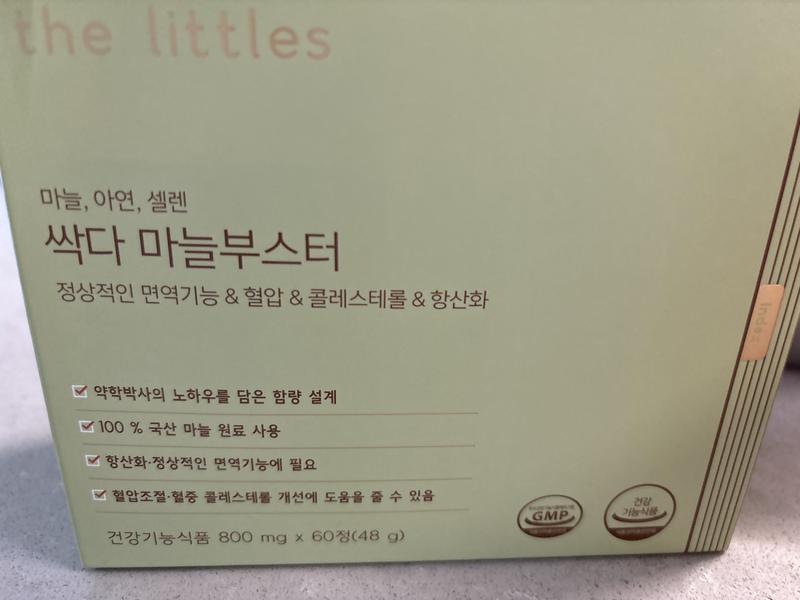 the littles
마늘, 아연, 셀렌
싹다 마늘부스터
정상적인 면역기능 & 혈압 & 콜레스테롤 & 항산화
약학박사의 노하우를 담은 함량 설계
100 % 국산 마늘 원료 사용
항산화·정상적인 면역기능에 필요
혈압조절·혈중 콜레스테롤 개선에 도움을 줄 수 있음
건강기능식품 800 mg x 60정(48 g)
GMP
건강
기능식품